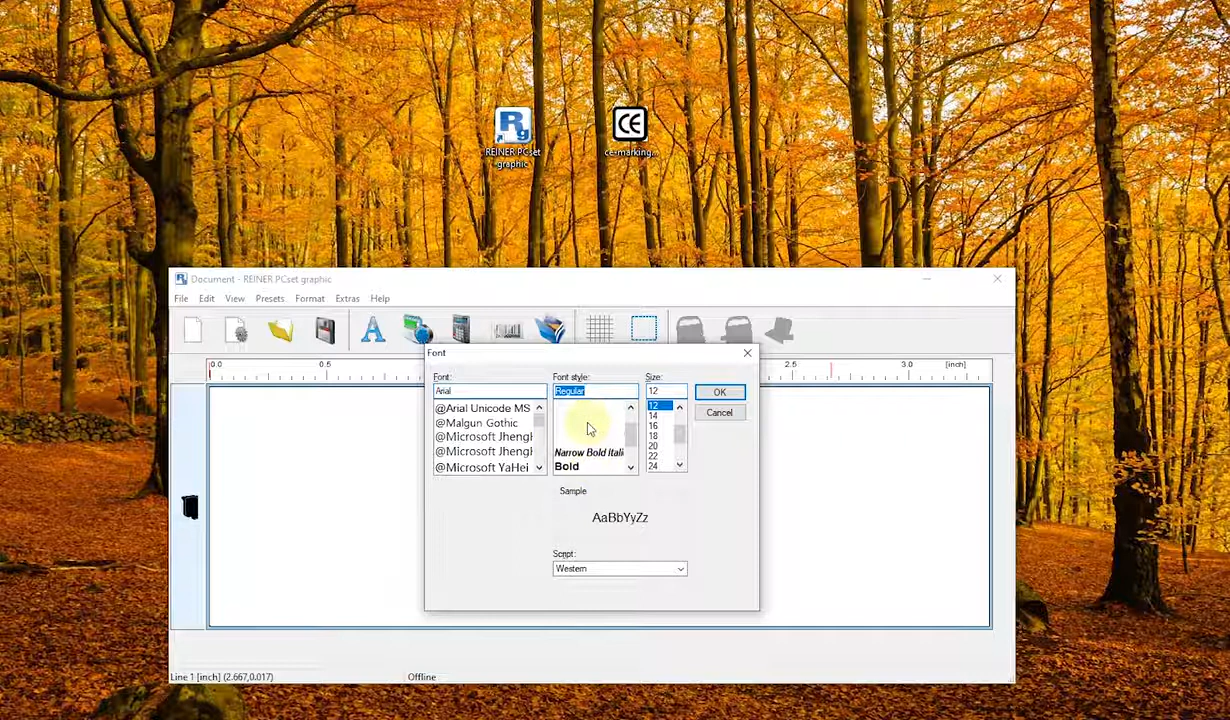 CE
REINER PCset
graphic
ce-marking...
Document - REINER PCset graphic
File Edit View Presets Format Extras Help
A
0.0 0.5 2.5 3.0 [inch]
Font
Font: Font style: Size:
Arial Regular 12 OK
Cancel
@Arial Unicode MS
@Malgun Gothic
@Microsoft JhengH
@Microsoft JhengH
@Microsoft YaHei
Narrow Bold Itali
Bold
12
14
16
18
20
22
24
Sample
AaBbYyZz
Script:
Western
Line 1 [inch] (2.667,0.017) Offline